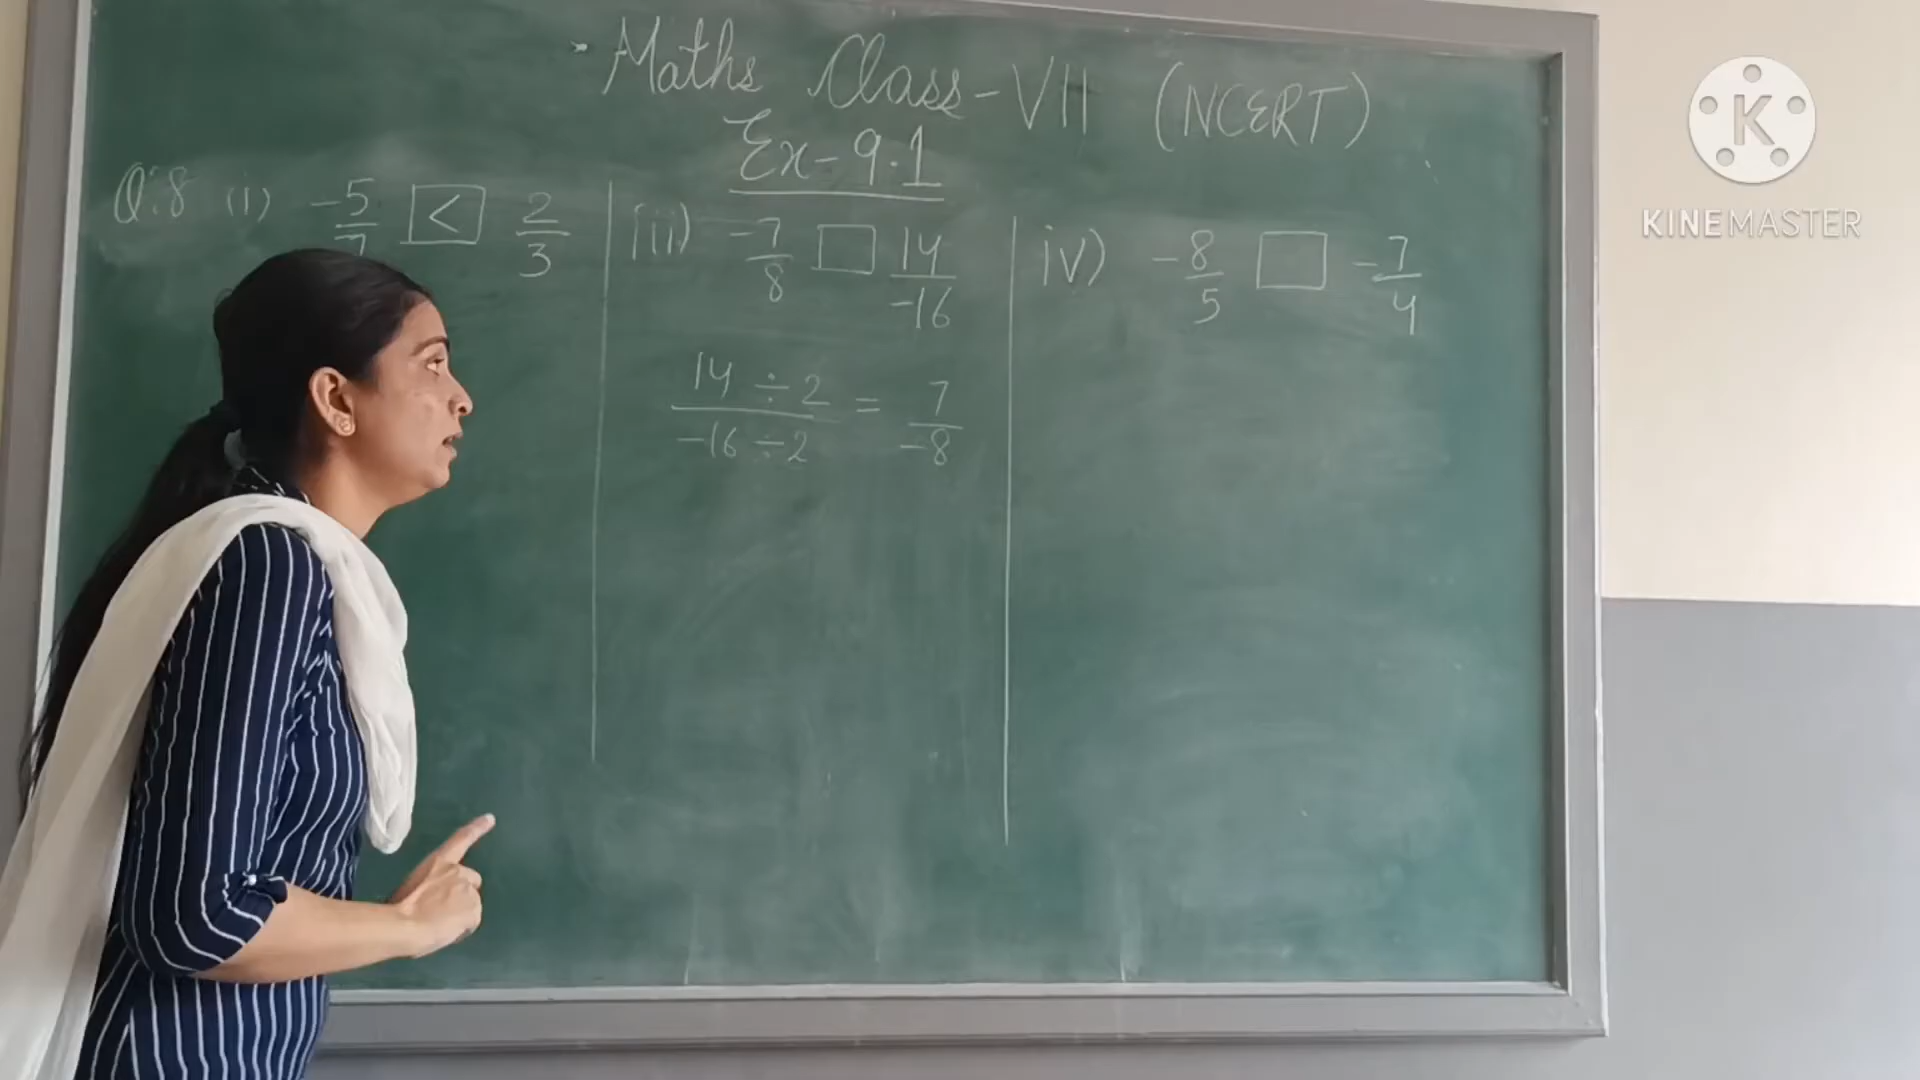 Maths Class-VII (NCERT)
Ex-9.1
Q.8 (i) -5/7 < 2/3
(iii) -7/8 □ 14/-16
14 ÷ 2 / -16 ÷ 2 = 7/-8
iv) -8/5 □ -7/4
K
KINEMASTER